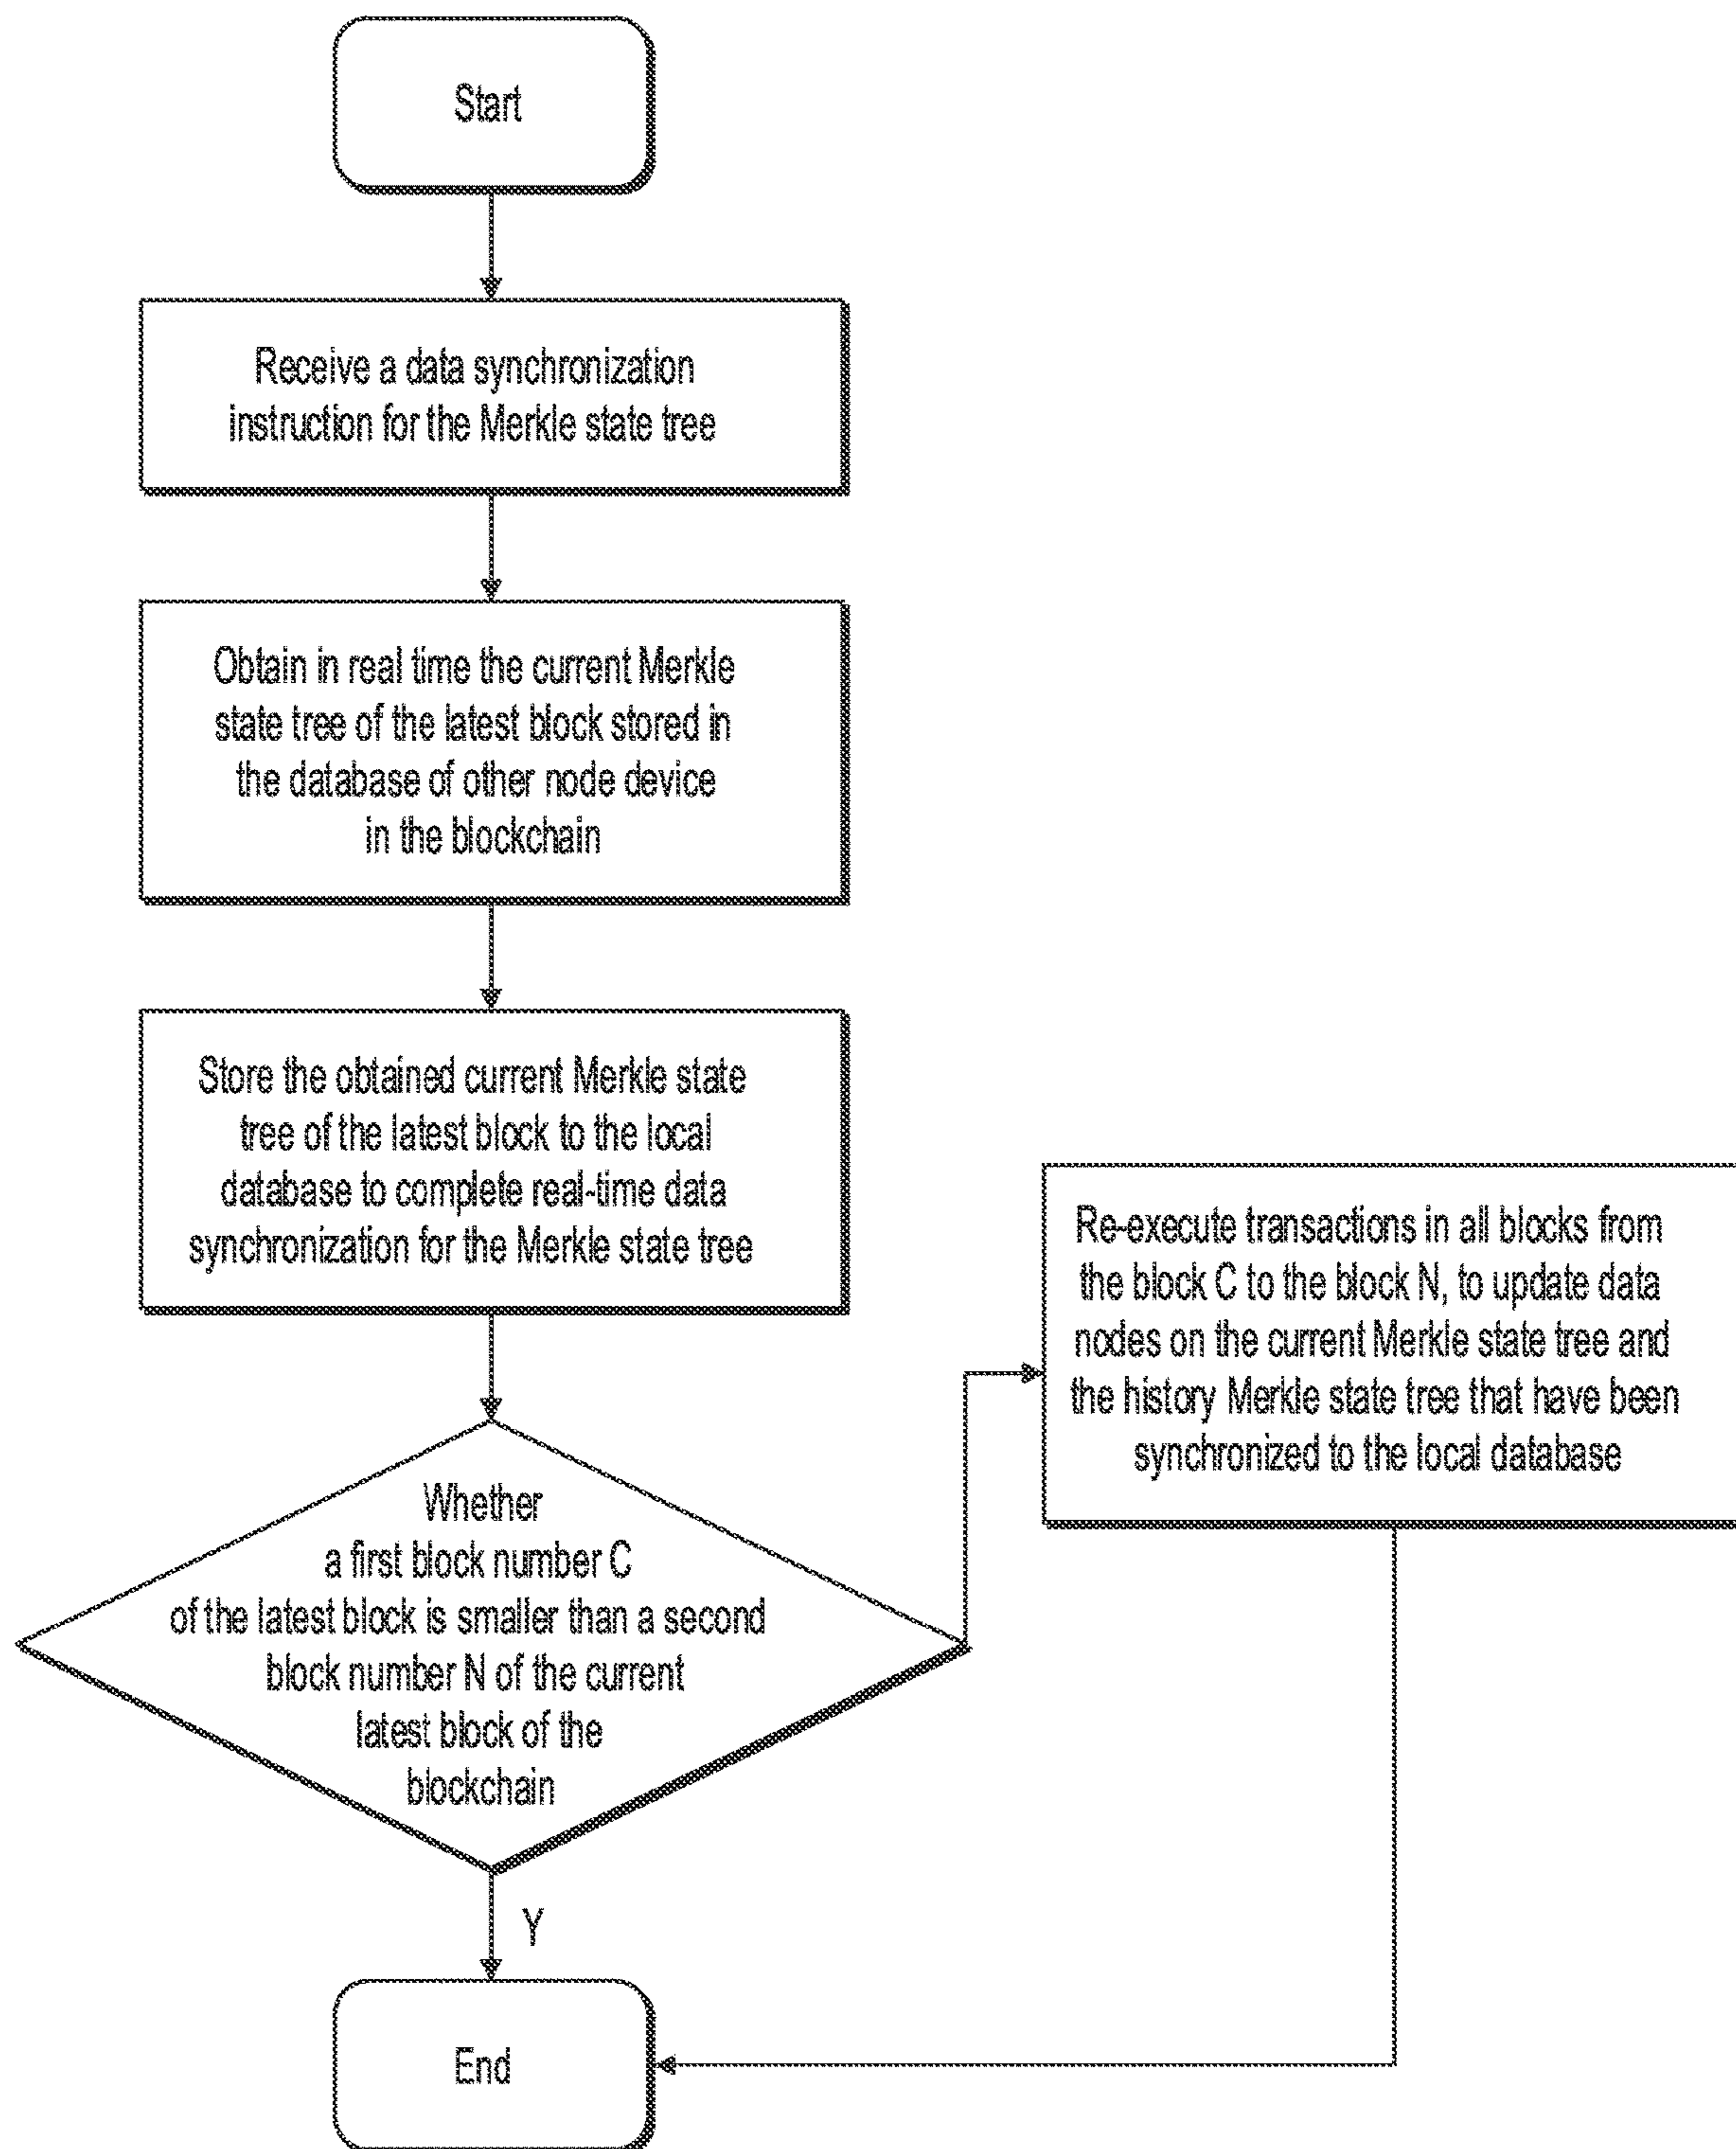 Start
Receive a data synchronization
instruction for the Merkle state tree
Obtain in real time the current Merkle
state tree of the latest block stored in
the database of other node device
in the blockchain
Store the obtained current Merkle state
tree of the latest block to the local
database to complete real-time data
synchronization for the Merkle state tree
Whether
a first block number C
of the latest block is smaller than a second
block number N of the current
latest block of the
blockchain
Re-execute transactions in all blocks from
the block C to the block N, to update data
nodes on the current Merkle state tree and
the history Merkle state tree that have been
synchronized to the local database
Y
End